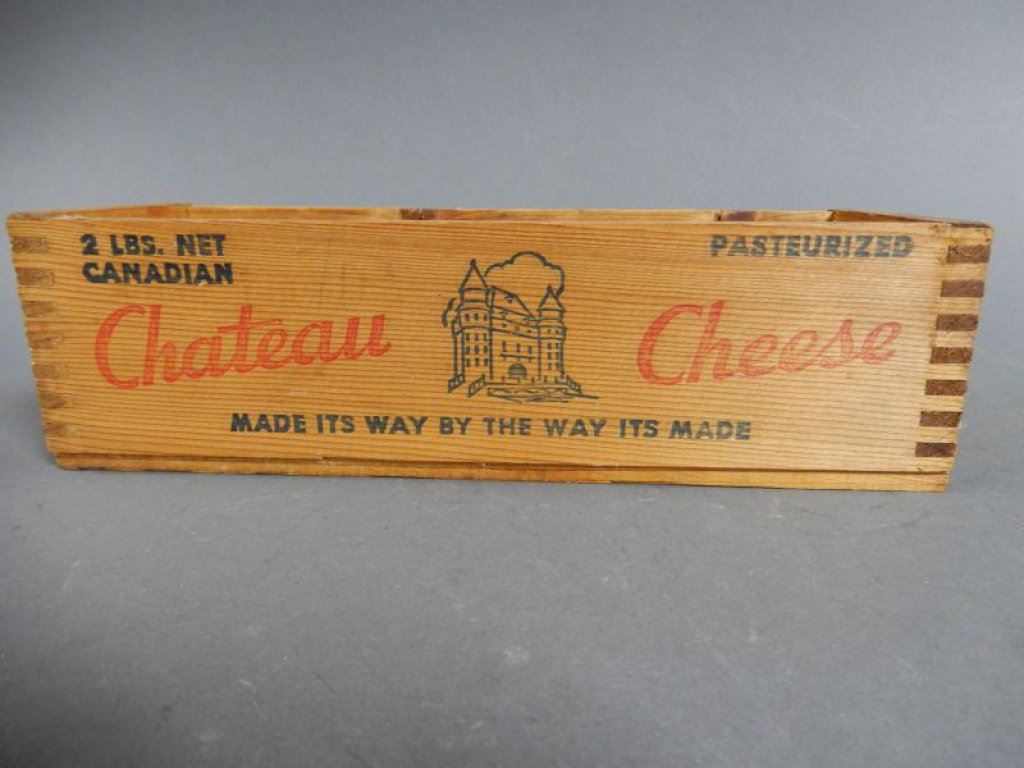 2 LBS. NET
CANADIAN
PASTEURIZED
Chateau Cheese
MADE ITS WAY BY THE WAY ITS MADE